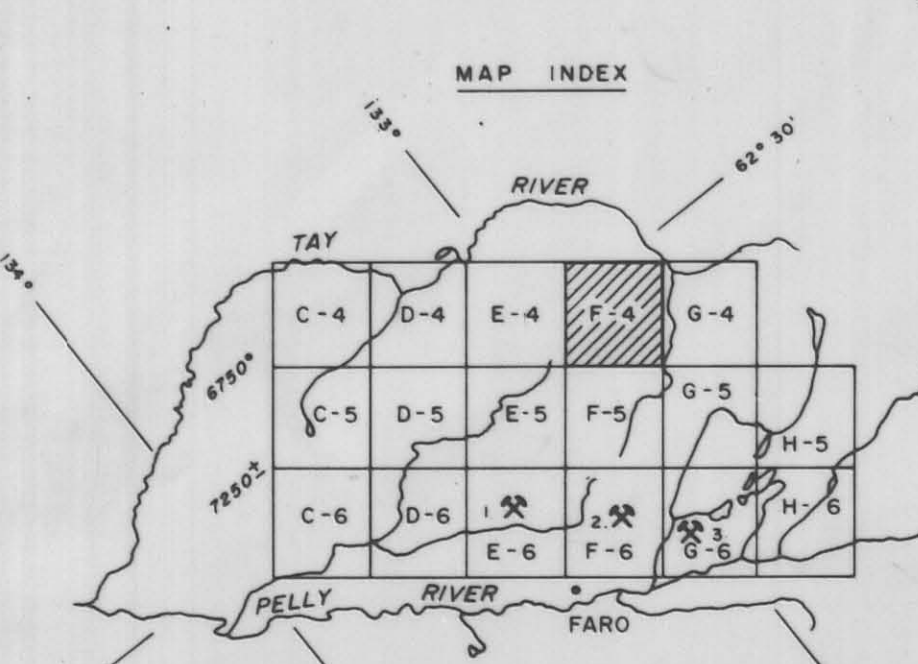 MAP INDEX
133°
62° 30'
RIVER
TAY
134°
C-4 D-4 E-4 F-4 G-4
6750°
C-5 D-5 E-5 F-5 G-5 H-5
7250±
C-6 D-6 1. E-6 2. F-6 3. G-6 H-6
PELLY RIVER
FARO